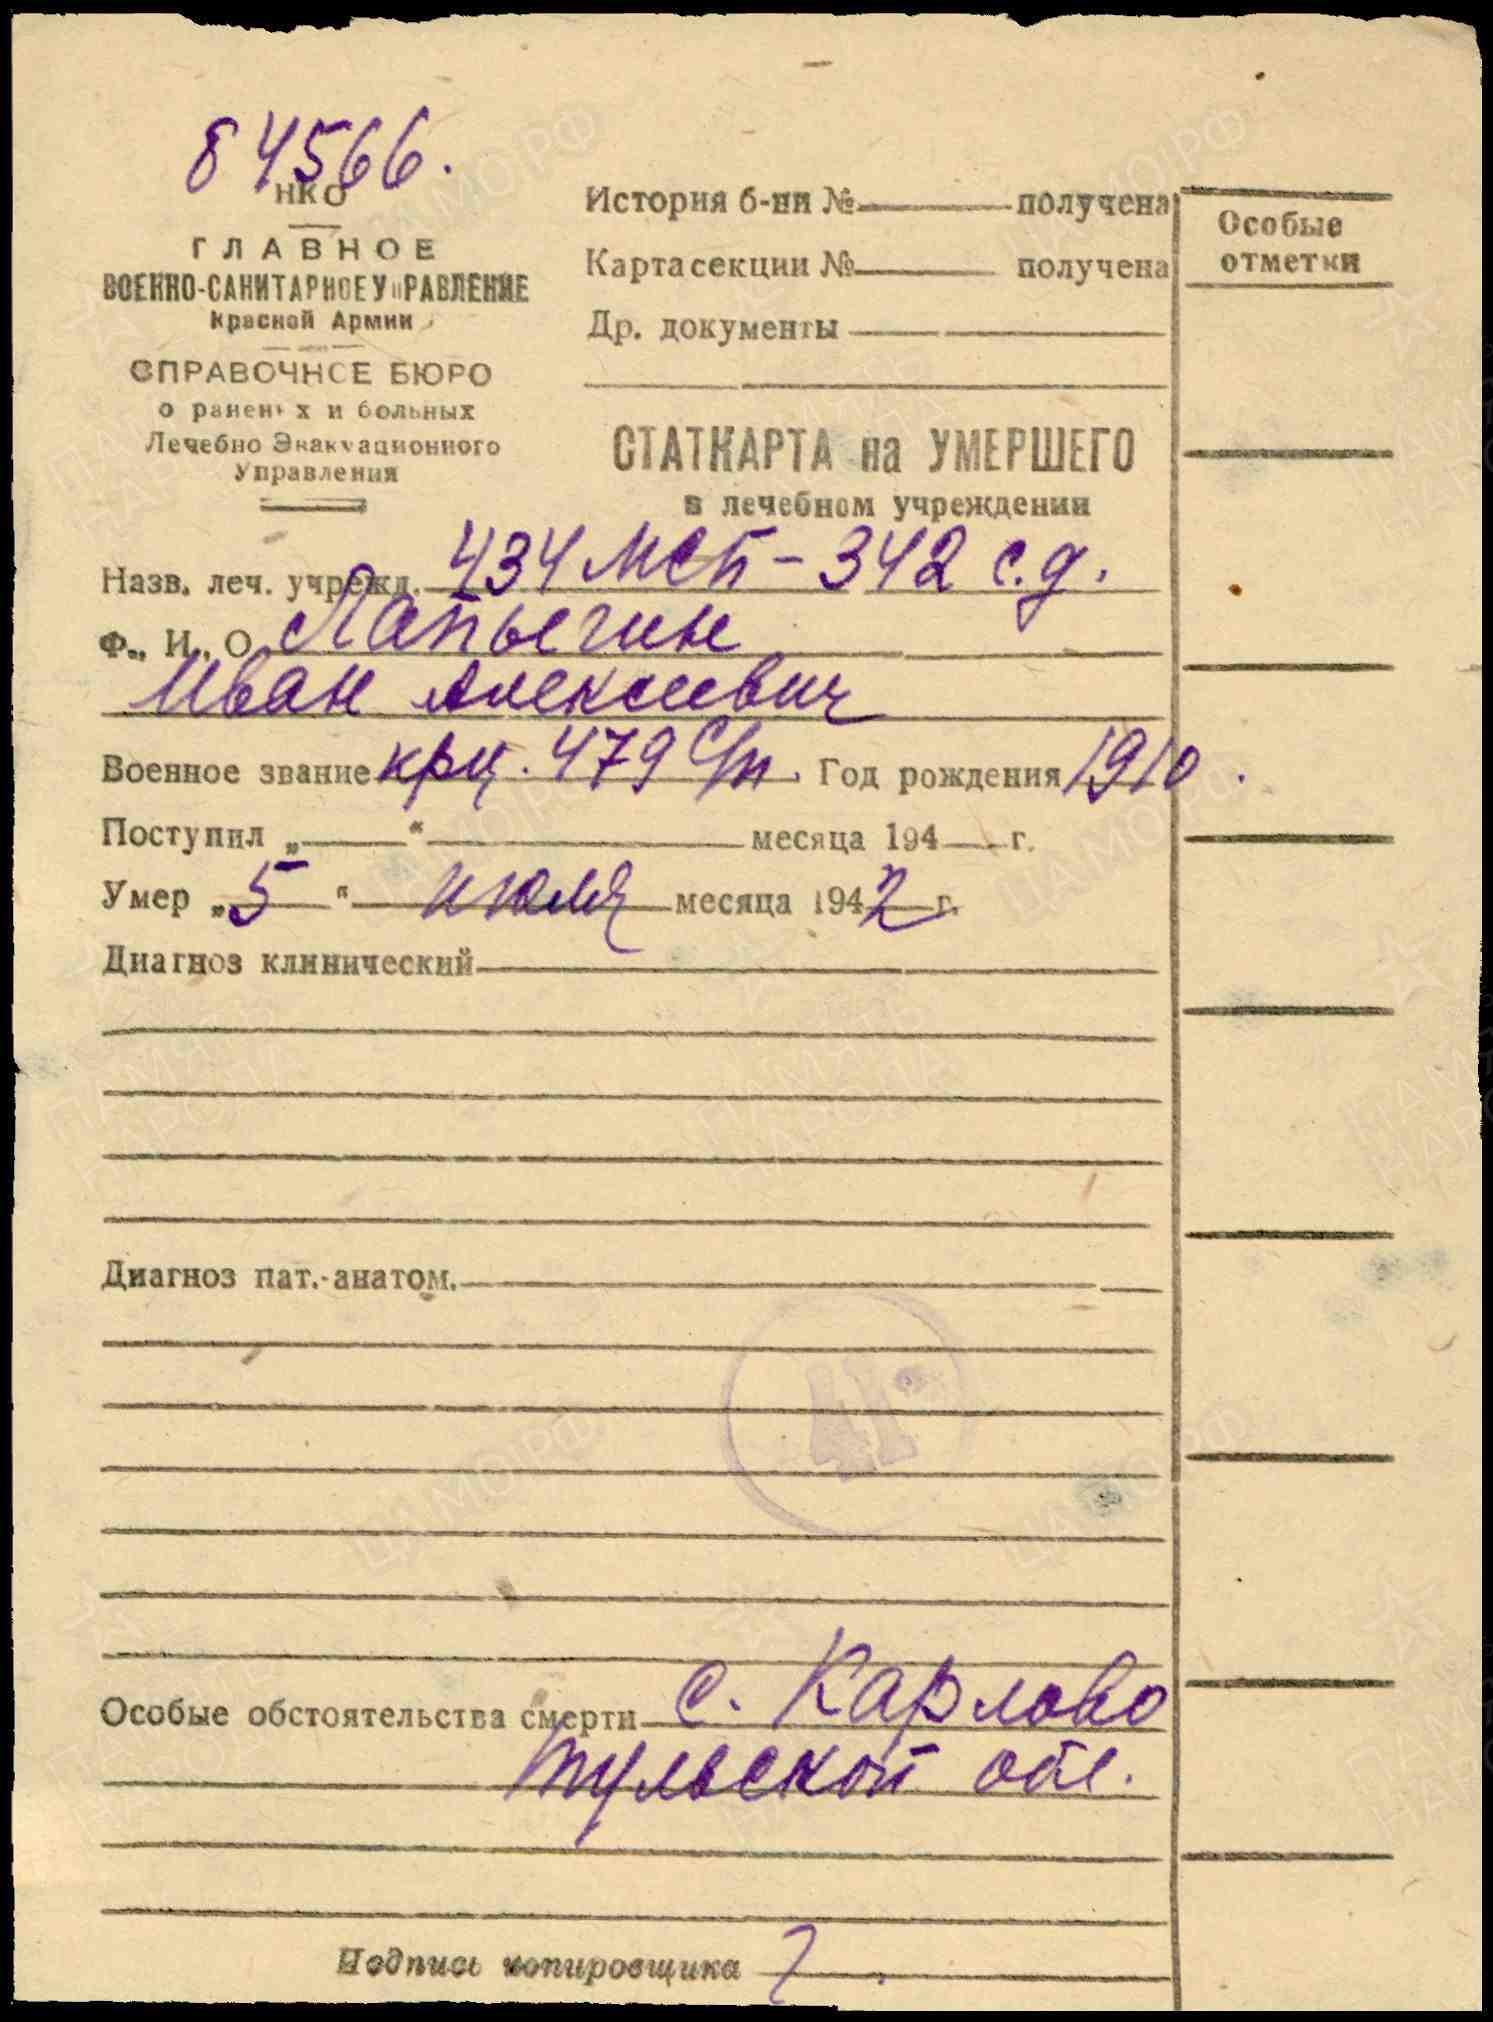 84566.
НКО
ГЛАВНОЕ
ВОЕННО-САНИТАРНОЕ УПРАВЛЕНИЕ
Красной Армии
СПРАВОЧНОЕ БЮРО
о раненых и больных
Лечебно Эвакуационного
Управления
История б-ни № получена
Карта секции № получена
Др. документы
Особые
отметки
СТАТКАРТА на УМЕРШЕГО
в лечебном учреждении
Назв. леч. учрежд. 434 МСБ - 342 с.д.
Ф., И., О. Лапыгин
Иван Алексеевич
Военное звание крц. 479 с/п. Год рождения 1910.
Поступил „ “ месяца 194 г.
Умер „5“ июля месяца 1942 г.
Диагноз клинический
Диагноз пат.-анатом.
41
Особые обстоятельства смерти с. Карлово
Тульской обл.
Подпись копировщика